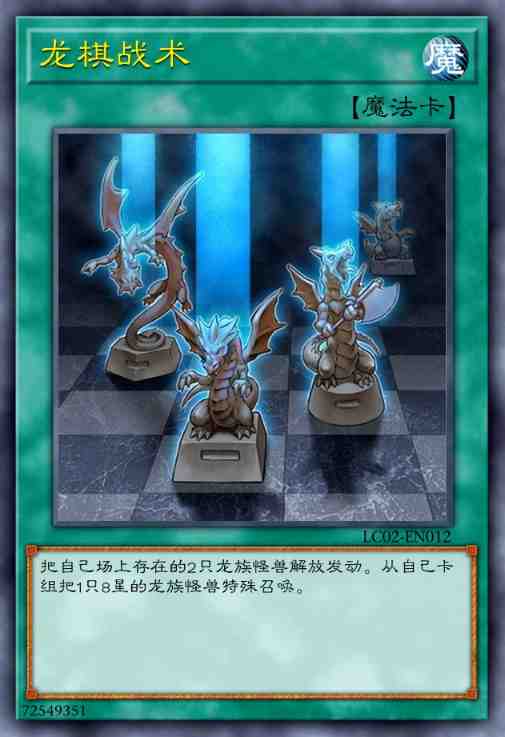 龙棋战术
魔
【魔法卡】
LC02-EN012
把自己场上存在的2只龙族怪兽解放发动。从自己卡
组把1只8星的龙族怪兽特殊召唤。
72549351